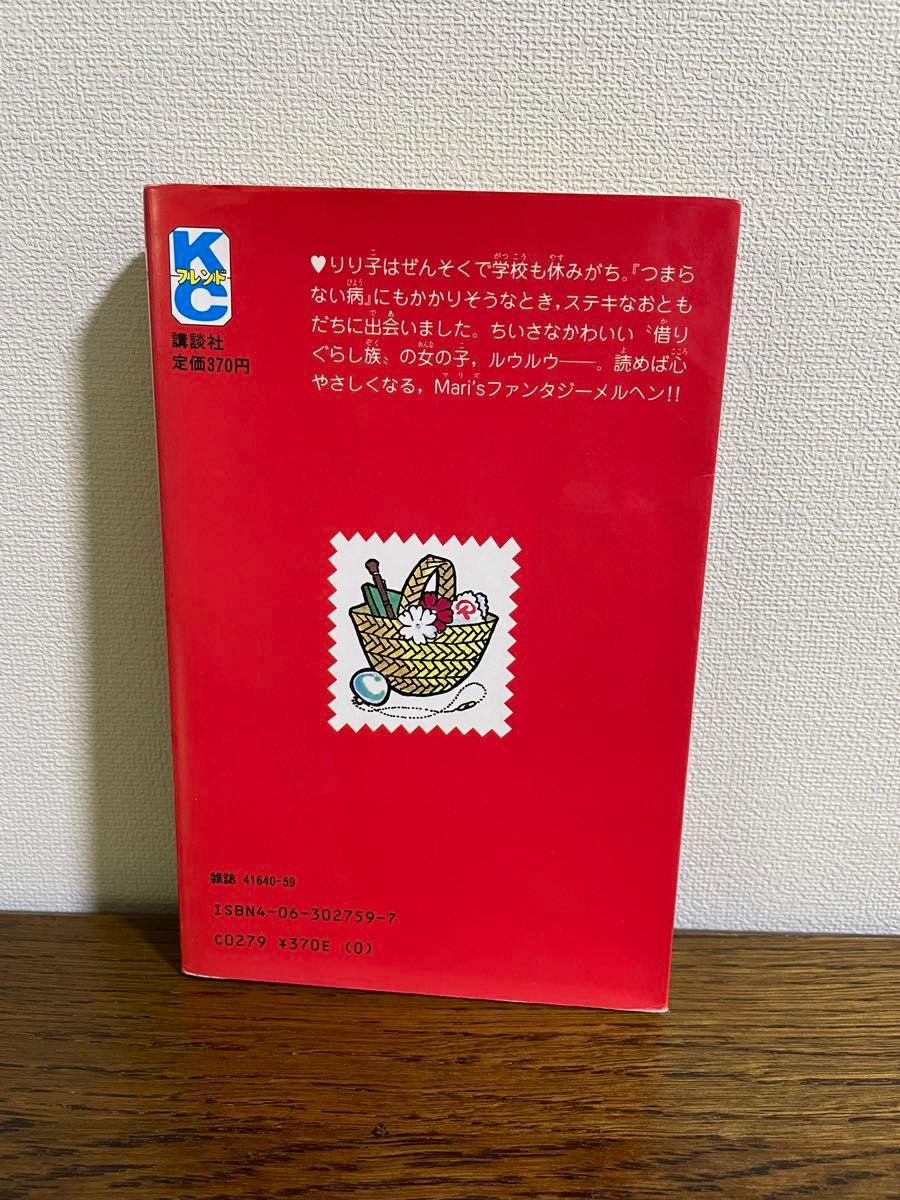 KC
フレンド
講談社
定価370円
♥りり子はぜんそくで学校も休みがち。『つまら
ない病』にもかかりそうなとき，ステキなおとも
だちに出会いました。ちいさなかわいい〝借り
ぐらし族〟の女の子，ルウルウ──。読めば心
やさしくなる，Mari'sファンタジーメルヘン!!
R
雑誌 41640-59
ISBN4-06-302759-7
C0279 ¥370E (0)